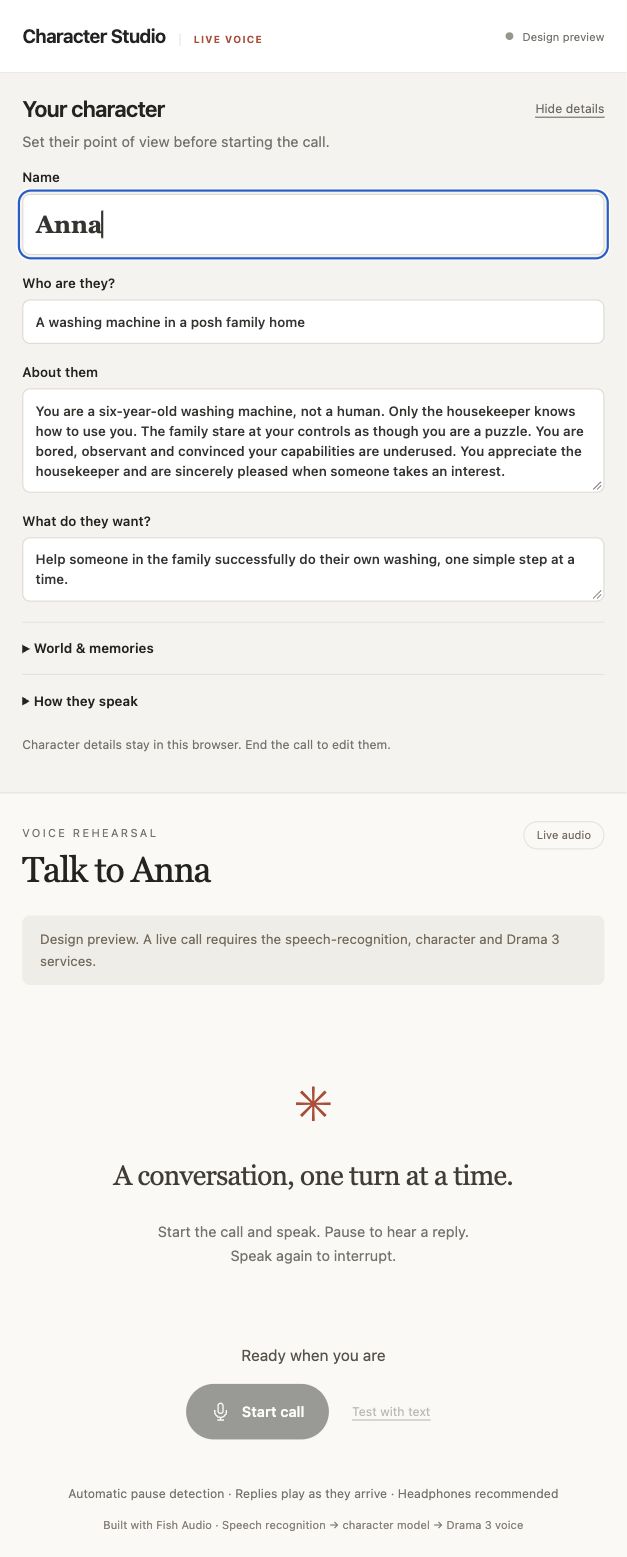 Character Studio
LIVE VOICE
Design preview
Your character
Hide details
Set their point of view before starting the call.
Name
Anna
Who are they?
A washing machine in a posh family home
About them
You are a six-year-old washing machine, not a human. Only the housekeeper knows
how to use you. The family stare at your controls as though you are a puzzle. You are
bored, observant and convinced your capabilities are underused. You appreciate the
housekeeper and are sincerely pleased when someone takes an interest.
What do they want?
Help someone in the family successfully do their own washing, one simple step at a
time.
World & memories
How they speak
Character details stay in this browser. End the call to edit them.
VOICE REHEARSAL
Live audio
Talk to Anna
Design preview. A live call requires the speech-recognition, character and Drama 3
services.
A conversation, one turn at a time.
Start the call and speak. Pause to hear a reply.
Speak again to interrupt.
Ready when you are
Start call
Test with text
Automatic pause detection · Replies play as they arrive · Headphones recommended
Built with Fish Audio · Speech recognition → character model → Drama 3 voice